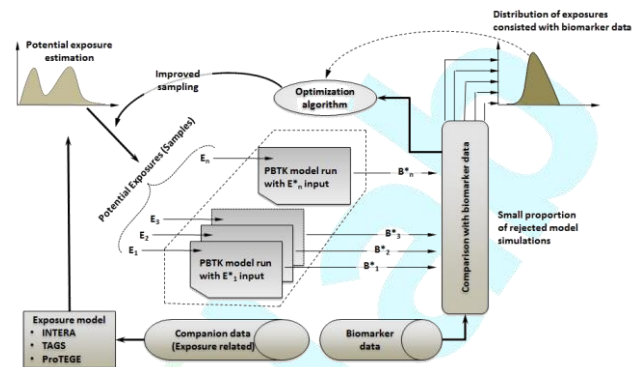 Potential exposure
estimation
Improved
sampling
Optimization
algorithm
Distribution of exposures
consisted with biomarker data
Potential Exposures (Samples)
Eₙ
PBTK model run
with E*ₙ input
B*ₙ
E₃
E₂
E₁
PBTK model run
with E*₁ input
B*₃
B*₂
B*₁
Comparison with biomarker data
Small proportion
of rejected model
simulations
Exposure model
• INTERA
• TAGS
• ProTEGE
Companion data
(Exposure related)
Biomarker
data